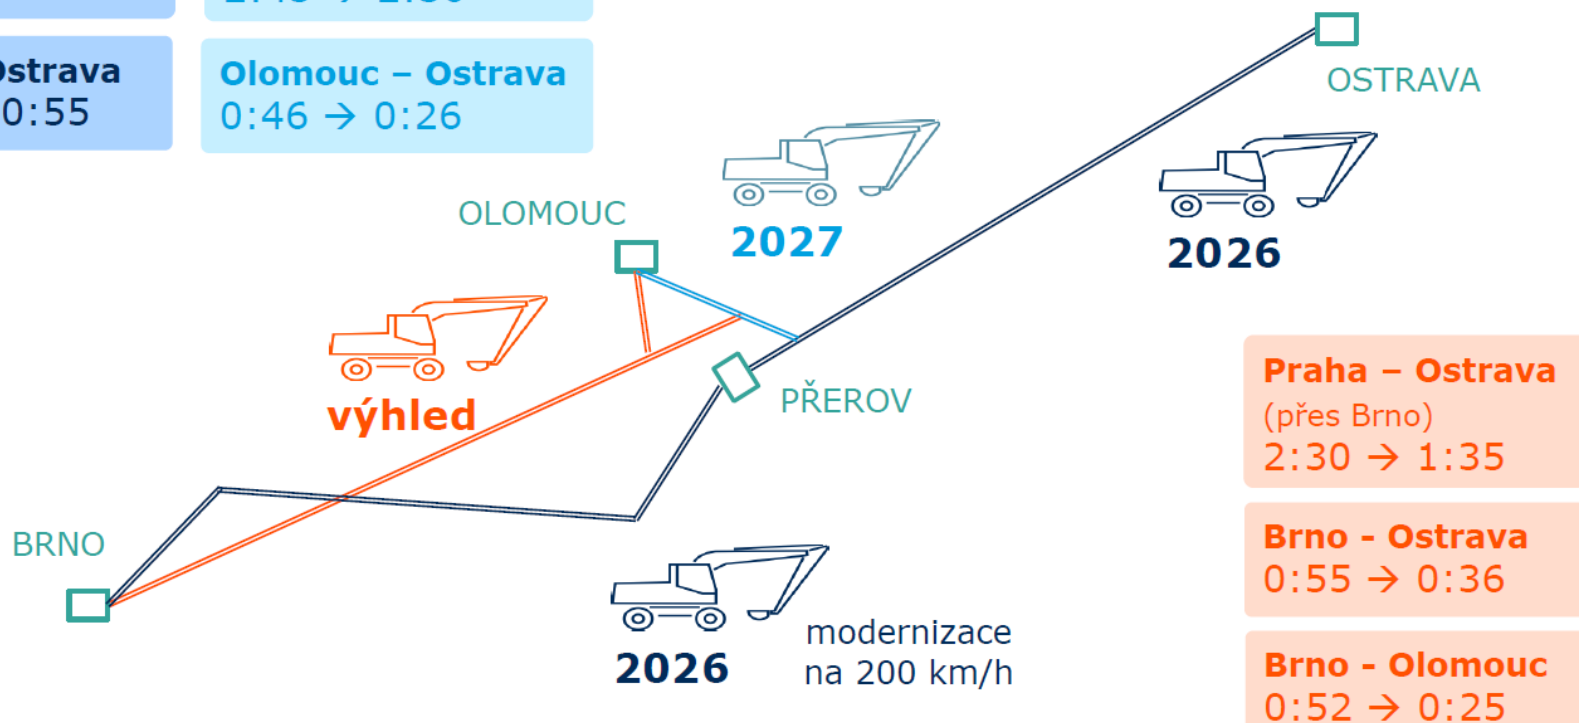 Ostrava
0:55
Olomouc – Ostrava
0:46 → 0:26
OSTRAVA
OLOMOUC
2027
2026
výhled
PŘEROV
Praha – Ostrava
(přes Brno)
2:30 → 1:35
BRNO
Brno - Ostrava
0:55 → 0:36
2026
modernizace
na 200 km/h
Brno - Olomouc
0:52 → 0:25